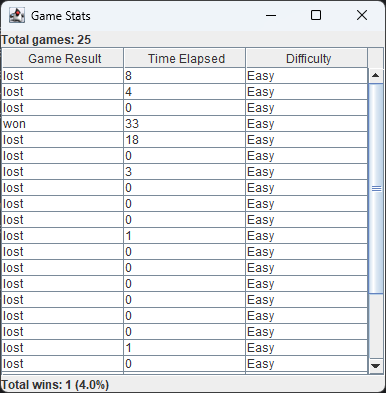 Game Stats
Total games: 25
Game Result Time Elapsed Difficulty
lost 8 Easy
lost 4 Easy
lost 0 Easy
won 33 Easy
lost 18 Easy
lost 0 Easy
lost 3 Easy
lost 0 Easy
lost 0 Easy
lost 0 Easy
lost 1 Easy
lost 0 Easy
lost 0 Easy
lost 0 Easy
lost 0 Easy
lost 0 Easy
lost 0 Easy
lost 1 Easy
lost 0 Easy
Total wins: 1 (4.0%)